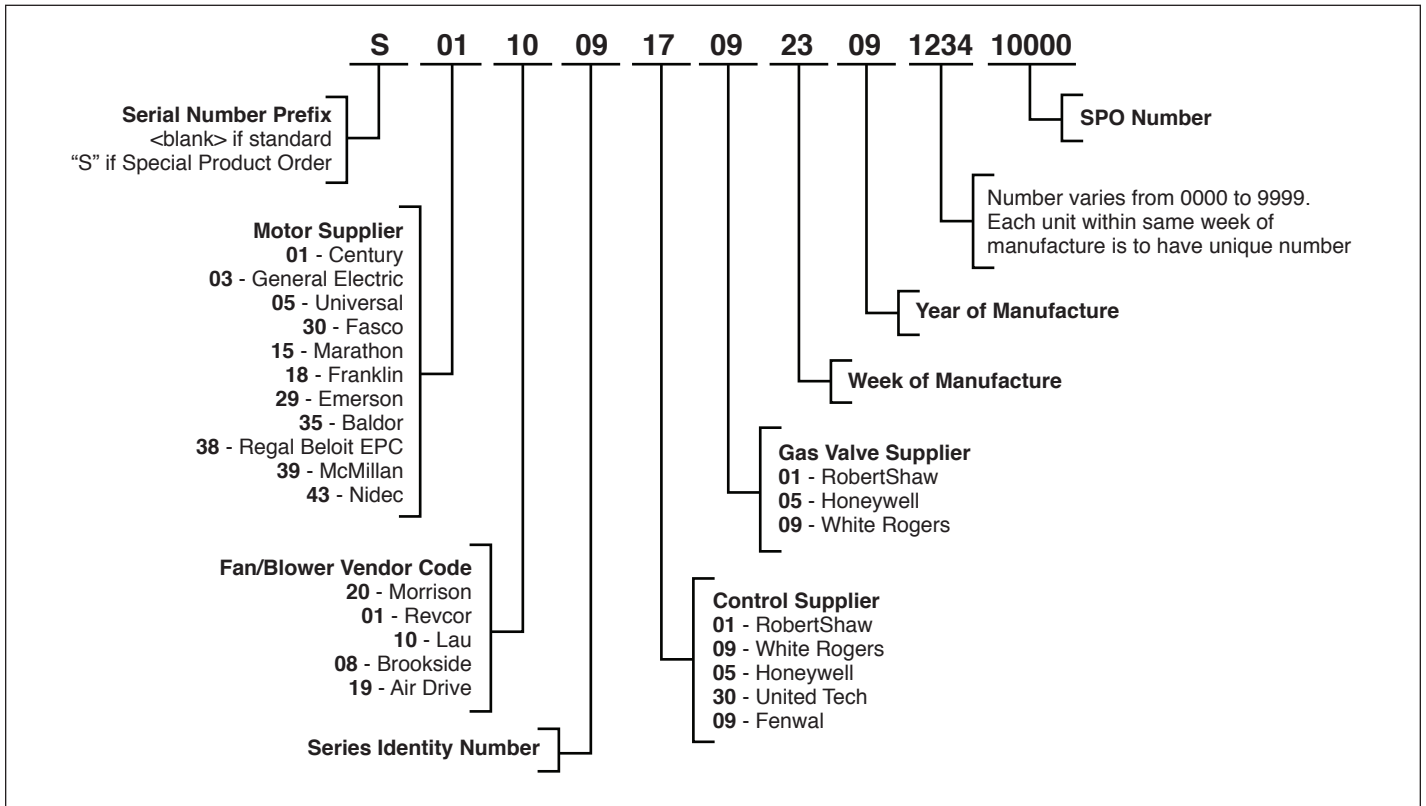 S 01 10 09 17 09 23 09 1234 10000
Serial Number Prefix
<blank> if standard
“S” if Special Product Order
SPO Number
Number varies from 0000 to 9999.
Each unit within same week of
manufacture is to have unique number
Motor Supplier
01 - Century
03 - General Electric
05 - Universal
30 - Fasco
15 - Marathon
18 - Franklin
29 - Emerson
35 - Baldor
38 - Regal Beloit EPC
39 - McMillan
43 - Nidec
Year of Manufacture
Week of Manufacture
Gas Valve Supplier
01 - RobertShaw
05 - Honeywell
09 - White Rogers
Fan/Blower Vendor Code
20 - Morrison
01 - Revcor
10 - Lau
08 - Brookside
19 - Air Drive
Control Supplier
01 - RobertShaw
09 - White Rogers
05 - Honeywell
30 - United Tech
09 - Fenwal
Series Identity Number